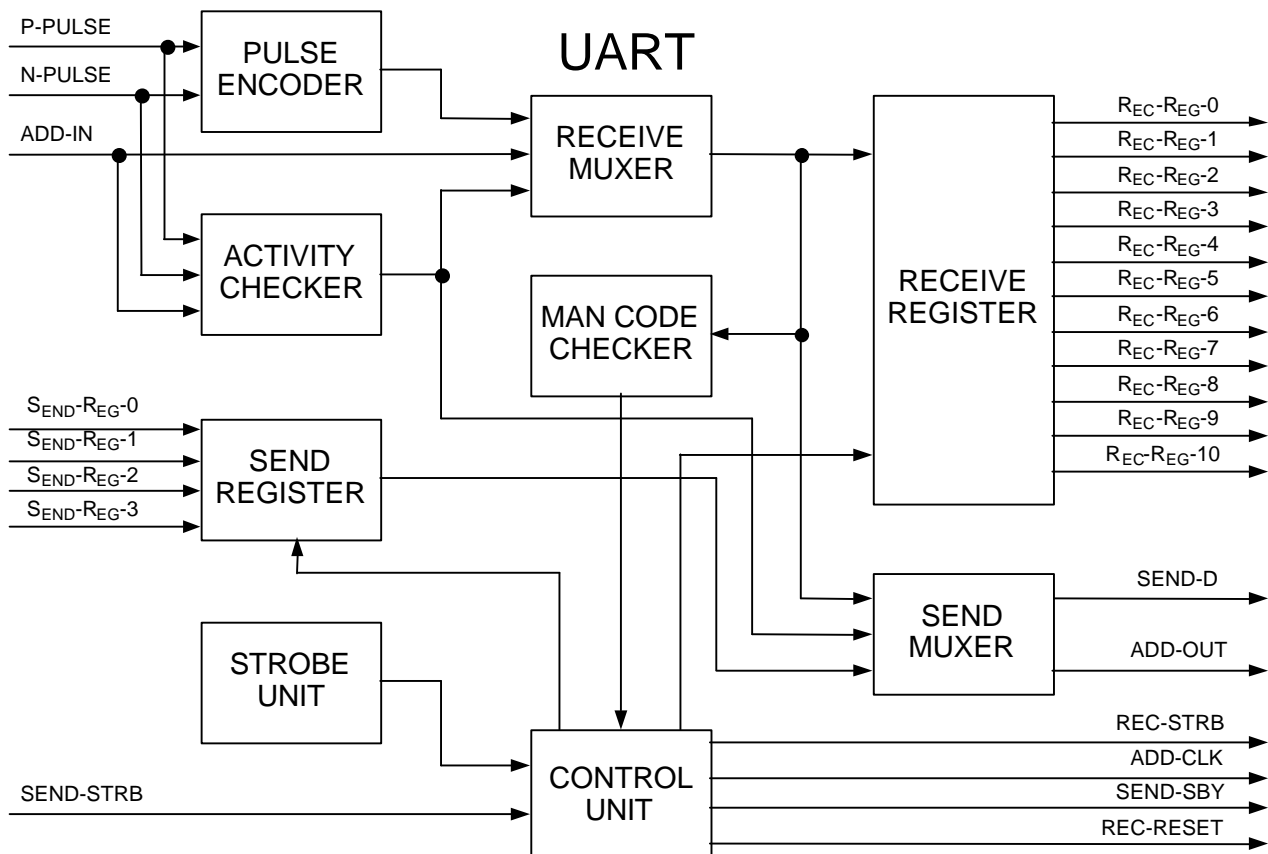 UART
P-PULSE
N-PULSE
ADD-IN
PULSE
ENCODER
RECEIVE
MUXER
ACTIVITY
CHECKER
MAN CODE
CHECKER
RECEIVE
REGISTER
REC-REG-0
REC-REG-1
REC-REG-2
REC-REG-3
REC-REG-4
REC-REG-5
REC-REG-6
REC-REG-7
REC-REG-8
REC-REG-9
REC-REG-10
SEND-REG-0
SEND-REG-1
SEND-REG-2
SEND-REG-3
SEND
REGISTER
SEND
MUXER
SEND-D
ADD-OUT
STROBE
UNIT
SEND-STRB
CONTROL
UNIT
REC-STRB
ADD-CLK
SEND-SBY
REC-RESET